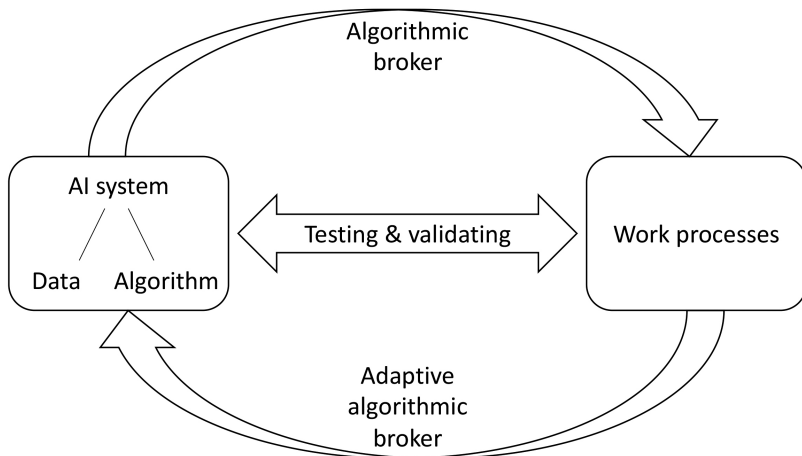 Algorithmic
broker
AI system
Data Algorithm
Testing & validating
Work processes
Adaptive
algorithmic
broker